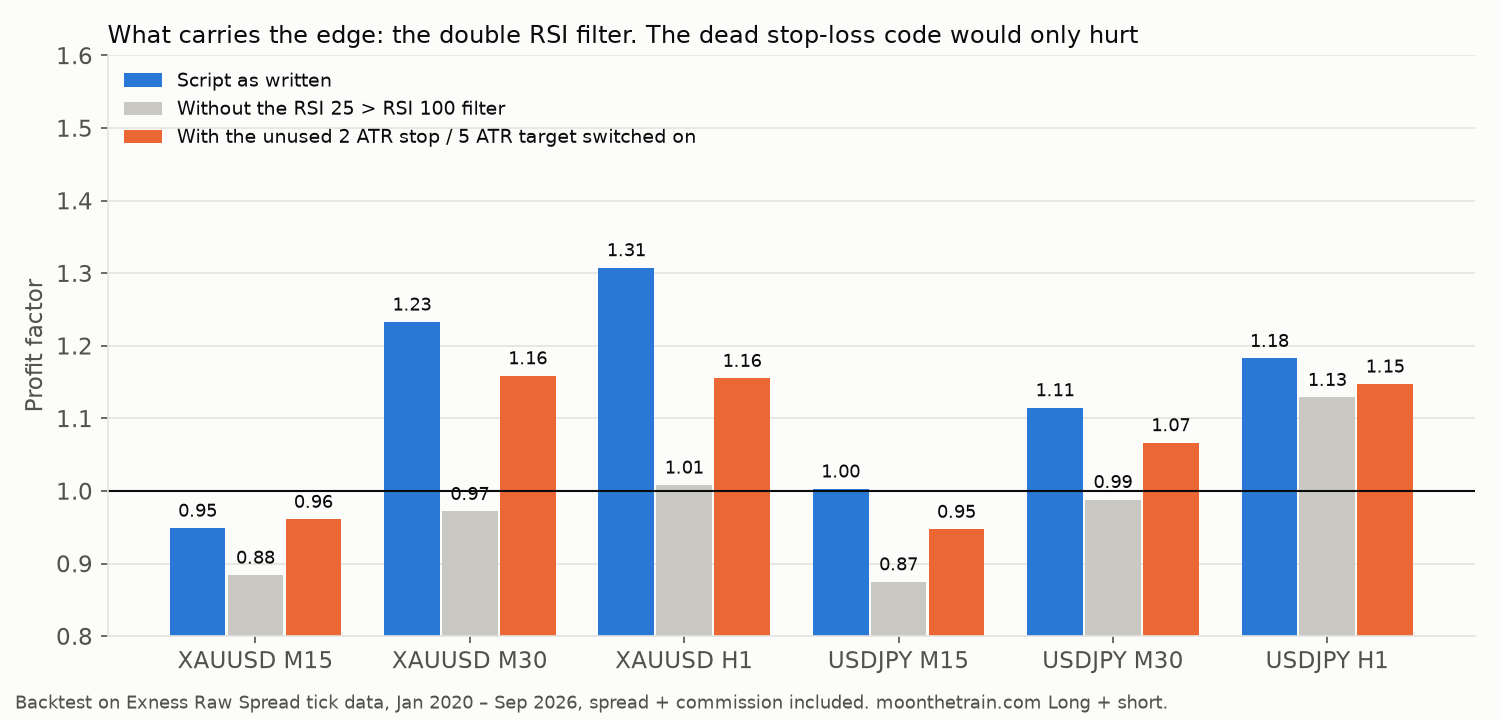 What carries the edge: the double RSI filter. The dead stop-loss code would only hurt
Script as written
Without the RSI 25 > RSI 100 filter
With the unused 2 ATR stop / 5 ATR target switched on
Profit factor
1.6
1.5
1.4
1.3
1.2
1.1
1.0
0.9
0.8
0.95
0.88
0.96
1.23
0.97
1.16
1.31
1.01
1.16
1.00
0.87
0.95
1.11
0.99
1.07
1.18
1.13
1.15
XAUUSD M15
XAUUSD M30
XAUUSD H1
USDJPY M15
USDJPY M30
USDJPY H1
Backtest on Exness Raw Spread tick data, Jan 2020 – Sep 2026, spread + commission included. moonthetrain.com Long + short.